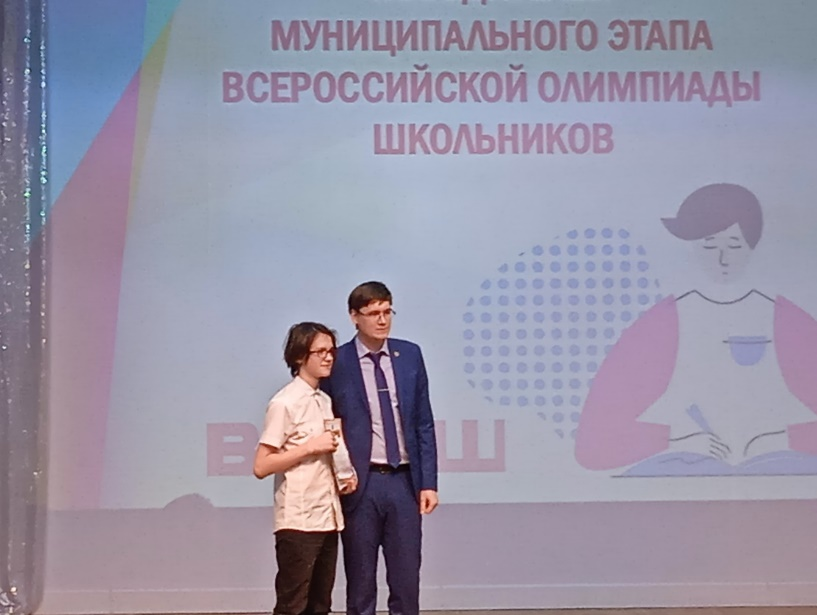 МУНИЦИПАЛЬНОГО ЭТАПА
ВСЕРОССИЙСКОЙ ОЛИМПИАДЫ
ШКОЛЬНИКОВ